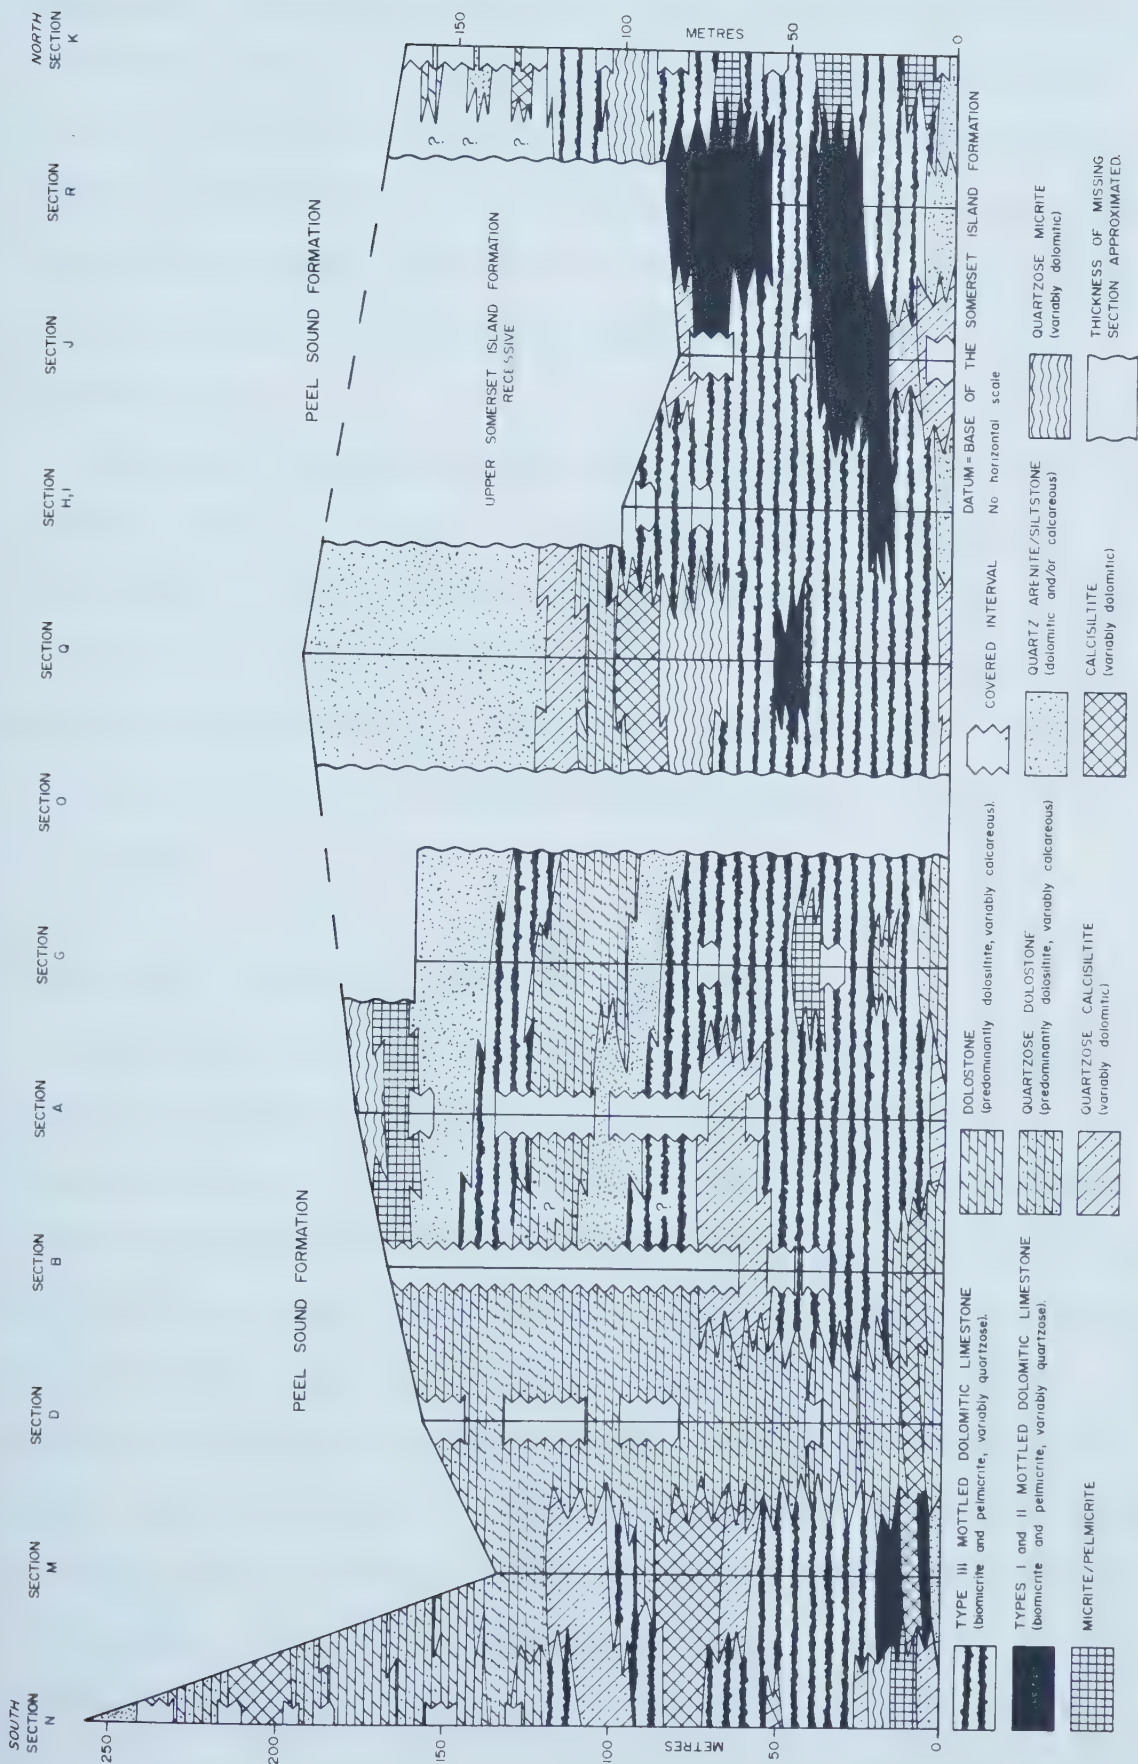 SOUTH
SECTION
N
SECTION
M
SECTION
D
SECTION
B
SECTION
A
SECTION
G
SECTION
O
SECTION
Q
SECTION
H, I
SECTION
J
SECTION
R
NORTH
SECTION
K
PEEL SOUND FORMATION
PEEL SOUND FORMATION
UPPER SOMERSET ISLAND FORMATION
RECESSIVE
250
200
150
100
METRES
50
0
150
100
METRES
50
0
?
?
?
?
?
DATUM = BASE OF THE SOMERSET ISLAND FORMATION
No horizontal scale
TYPE III MOTTLED DOLOMITIC LIMESTONE
(biomicrite and pelmicrite, variably quartzose).
TYPES I and II MOTTLED DOLOMITIC LIMESTONE
(biomicrite and pelmicrite, variably quartzose).
MICRITE/PELMICRITE
DOLOSTONE
(predominantly dolosiltite, variably calcareous).
QUARTZOSE DOLOSTONE
(predominantly dolosiltite, variably calcareous)
QUARTZOSE CALCISILTITE
(variably dolomitic)
COVERED INTERVAL
QUARTZ ARENITE/SILTSTONE
(dolomitic and/or calcareous)
CALCISILTITE
(variably dolomitic)
QUARTZOSE MICRITE
(variably dolomitic)
THICKNESS OF MISSING
SECTION APPROXIMATED.